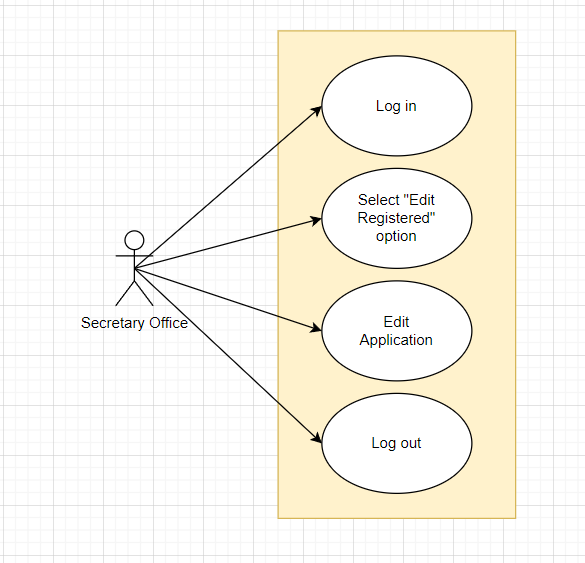 Log in
Select "Edit
Registered"
option
Secretary Office
Edit
Application
Log out